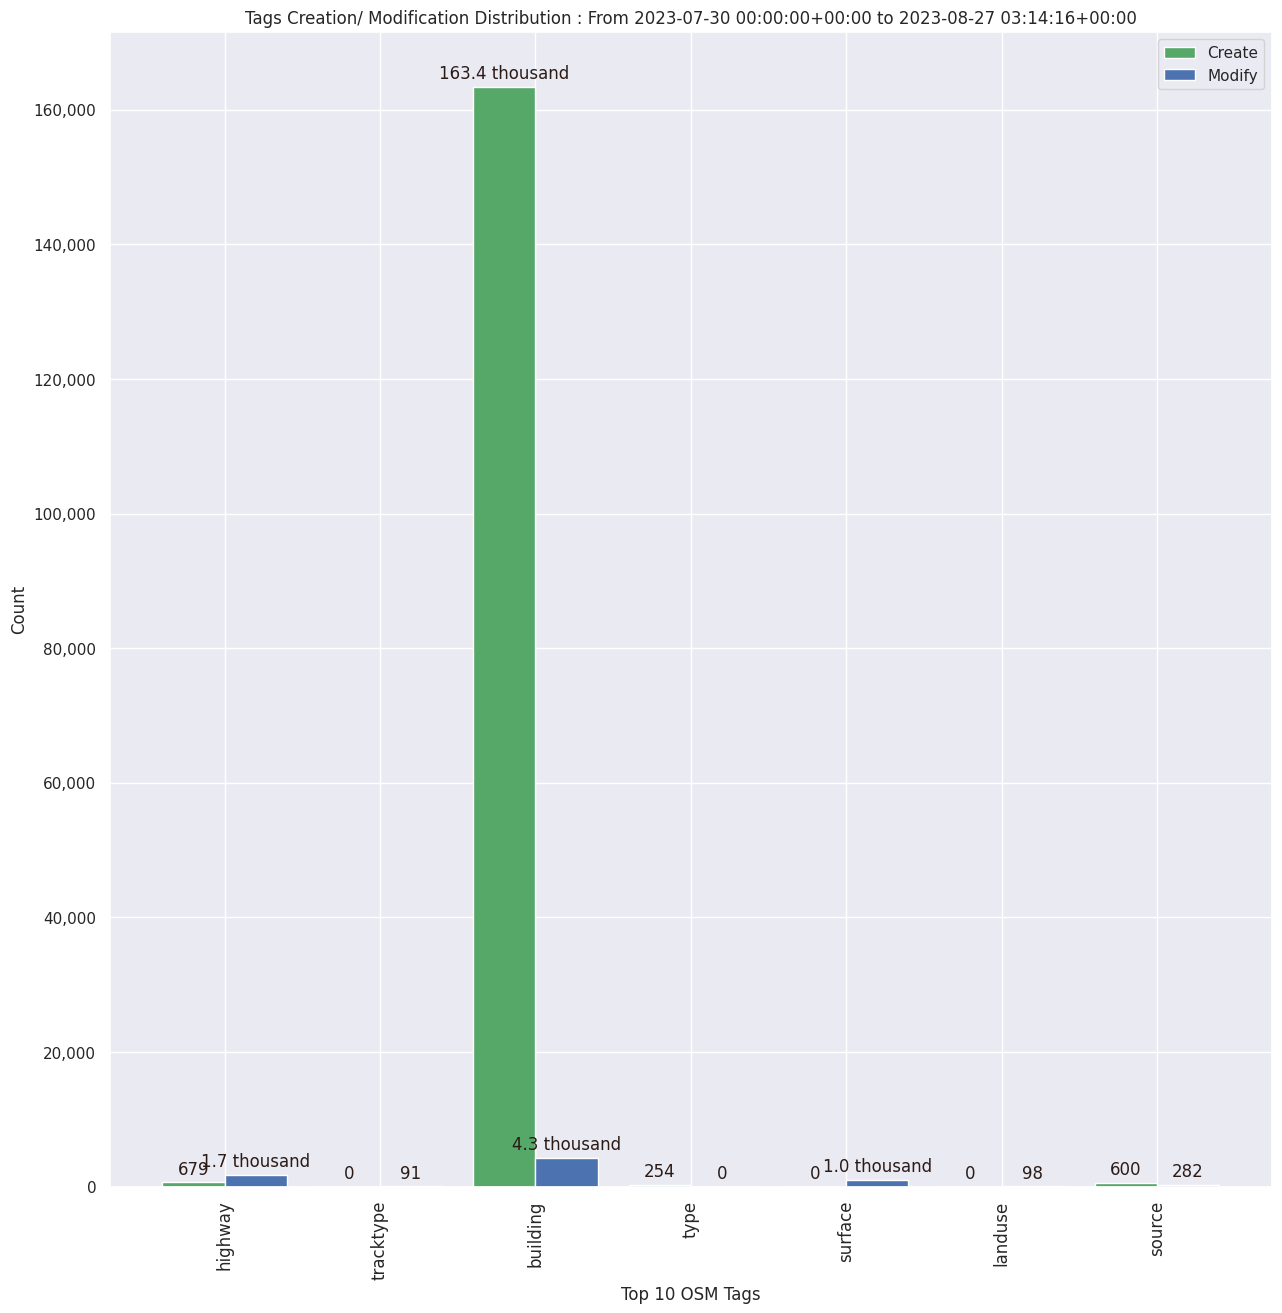 Tags Creation/ Modification Distribution : From 2023-07-30 00:00:00+00:00 to 2023-08-27 03:14:16+00:00
Create
Modify
163.4 thousand
160,000
140,000
120,000
100,000
80,000
60,000
40,000
20,000
0
Count
679
1.7 thousand
0
91
4.3 thousand
254
0
0
1.0 thousand
0
98
600
282
highway
tracktype
building
type
surface
landuse
source
Top 10 OSM Tags